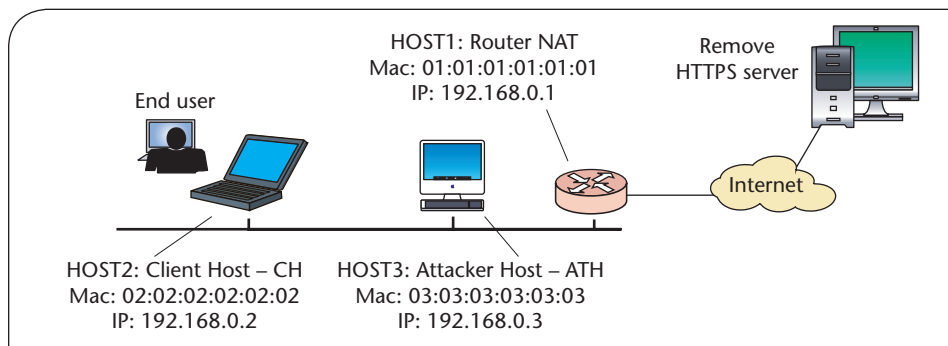 HOST1: Router NAT
Mac: 01:01:01:01:01:01
IP: 192.168.0.1
Remove
HTTPS server
End user
Internet
HOST2: Client Host – CH
Mac: 02:02:02:02:02:02
IP: 192.168.0.2
HOST3: Attacker Host – ATH
Mac: 03:03:03:03:03:03
IP: 192.168.0.3